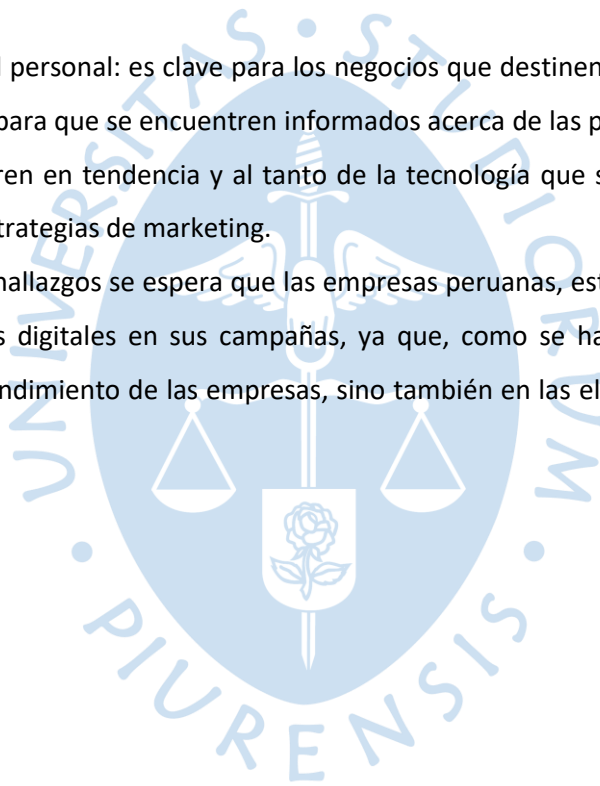 l personal: es clave para los negocios que destinen
para que se encuentren informados acerca de las p
ren en tendencia y al tanto de la tecnología que s
trategias de marketing.
hallazgos se espera que las empresas peruanas, est
s digitales en sus campañas, ya que, como se ha
ndimiento de las empresas, sino también en las el
UNIVERSITAS • STUDIORUM • PIURENSIS •